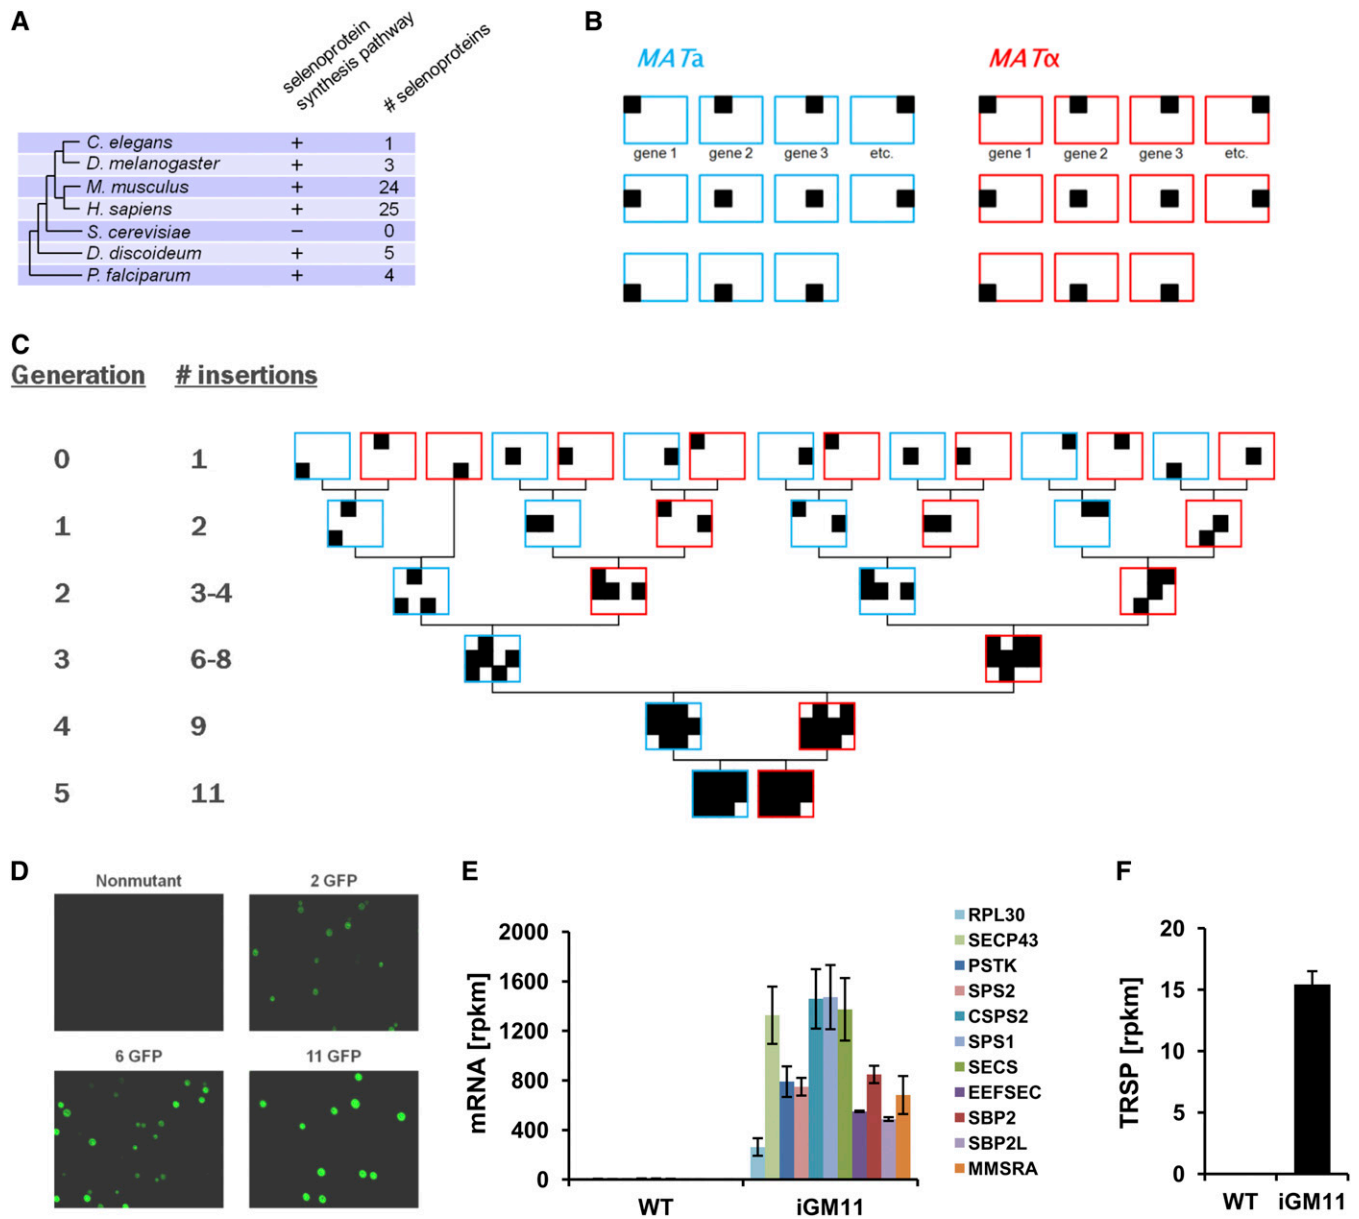 A
selenoprotein
synthesis pathway
# selenoproteins
C. elegans + 1
D. melanogaster + 3
M. musculus + 24
H. sapiens + 25
S. cerevisiae – 0
D. discoideum + 5
P. falciparum + 4
B
MATa
MATα
gene 1 gene 2 gene 3 etc.
gene 1 gene 2 gene 3 etc.
C
Generation # insertions
0 1
1 2
2 3-4
3 6-8
4 9
5 11
D
Nonmutant
2 GFP
6 GFP
11 GFP
E
mRNA [rpkm]
2000
1600
1200
800
400
0
WT
iGM11
RPL30
SECP43
PSTK
SPS2
CSPS2
SPS1
SECS
EEFSEC
SBP2
SBP2L
MMSRA
F
TRSP [rpkm]
20
15
10
5
0
WT
iGM11